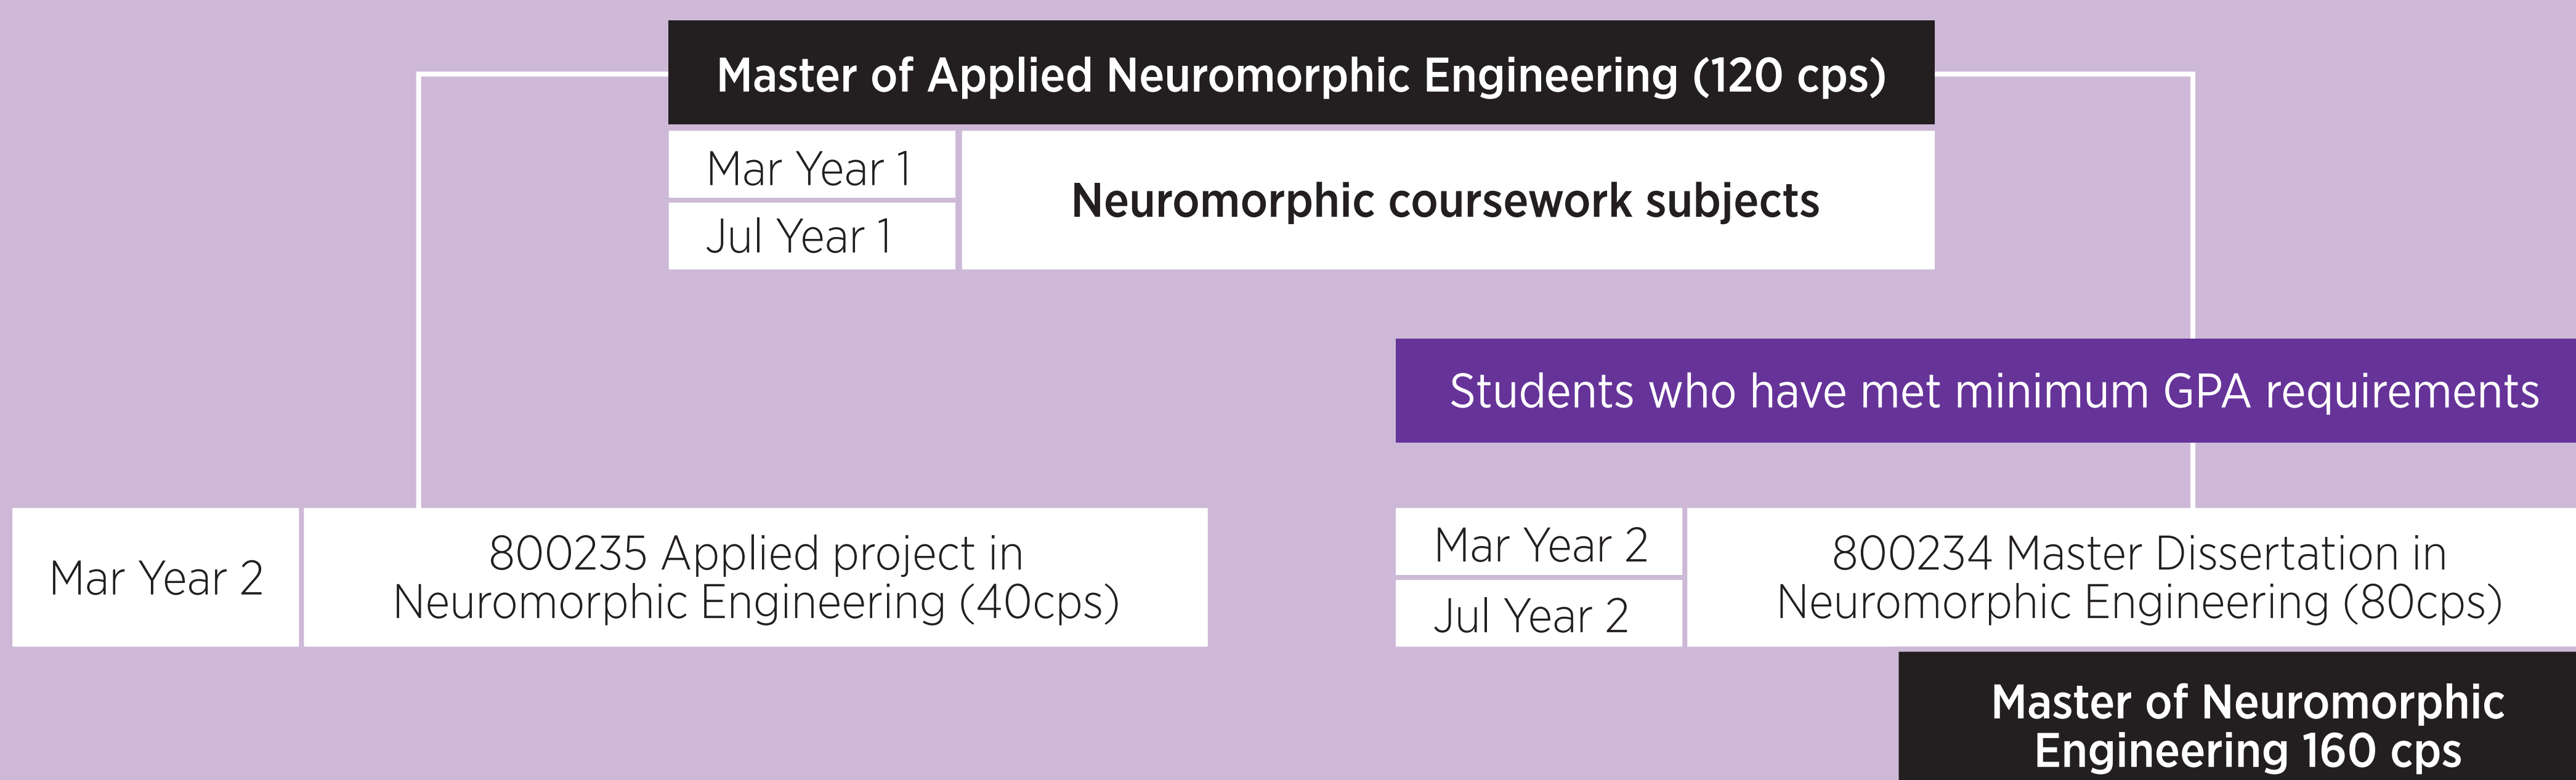 Master of Applied Neuromorphic Engineering (120 cps)
Mar Year 1
Jul Year 1
Neuromorphic coursework subjects
Students who have met minimum GPA requirements
Mar Year 2
800235 Applied project in
Neuromorphic Engineering (40cps)
Mar Year 2
Jul Year 2
800234 Master Dissertation in
Neuromorphic Engineering (80cps)
Master of Neuromorphic
Engineering 160 cps